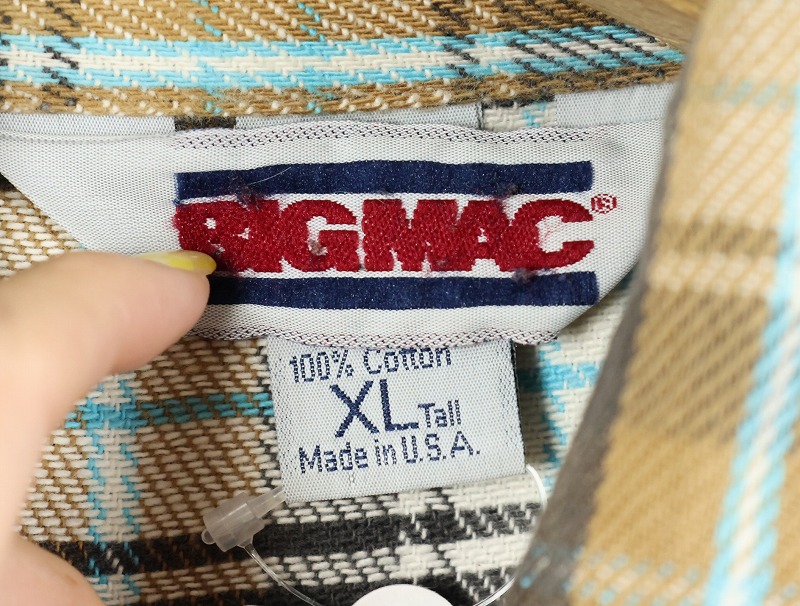 BIGMAC®
100% Cotton
XL Tall
Made in U.S.A.